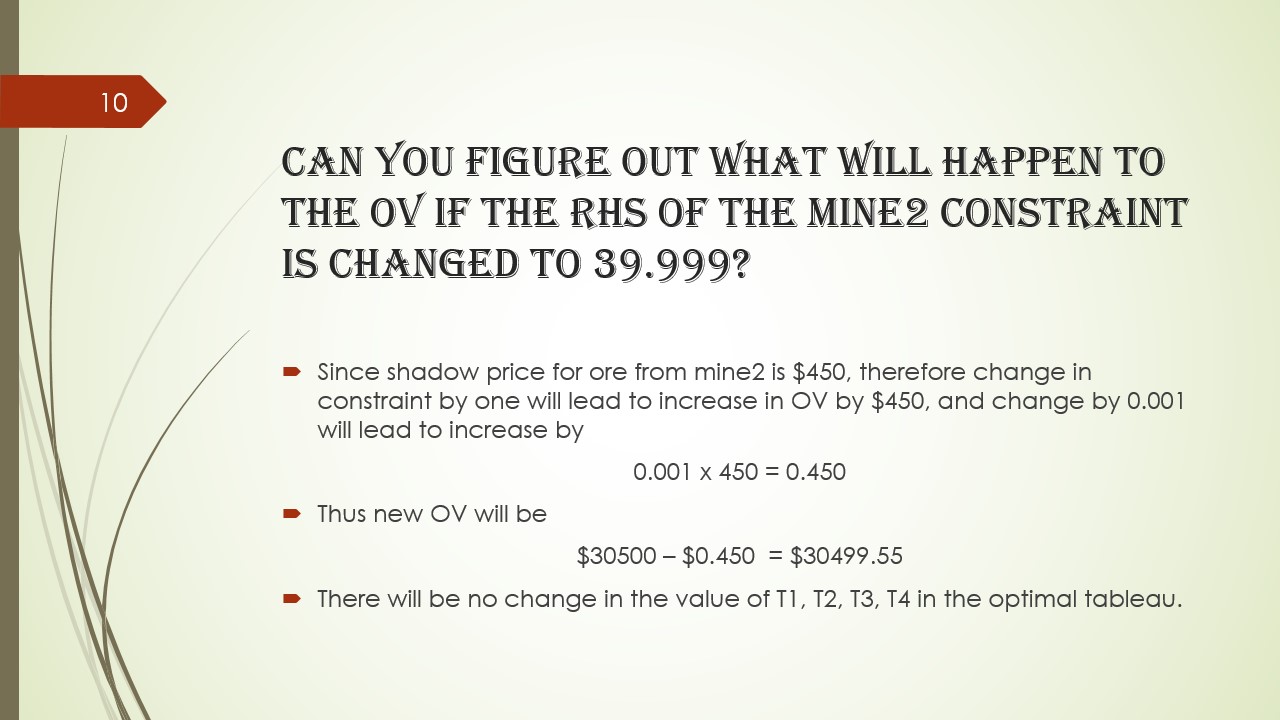 10
CAN YOU FIGURE OUT WHAT WILL HAPPEN TO
THE OV IF THE RHS OF THE MINE2 CONSTRAINT
IS CHANGED TO 39.999?
Since shadow price for ore from mine2 is $450, therefore change in
constraint by one will lead to increase in OV by $450, and change by 0.001
will lead to increase by
0.001 x 450 = 0.450
Thus new OV will be
$30500 – $0.450 = $30499.55
There will be no change in the value of T1, T2, T3, T4 in the optimal tableau.